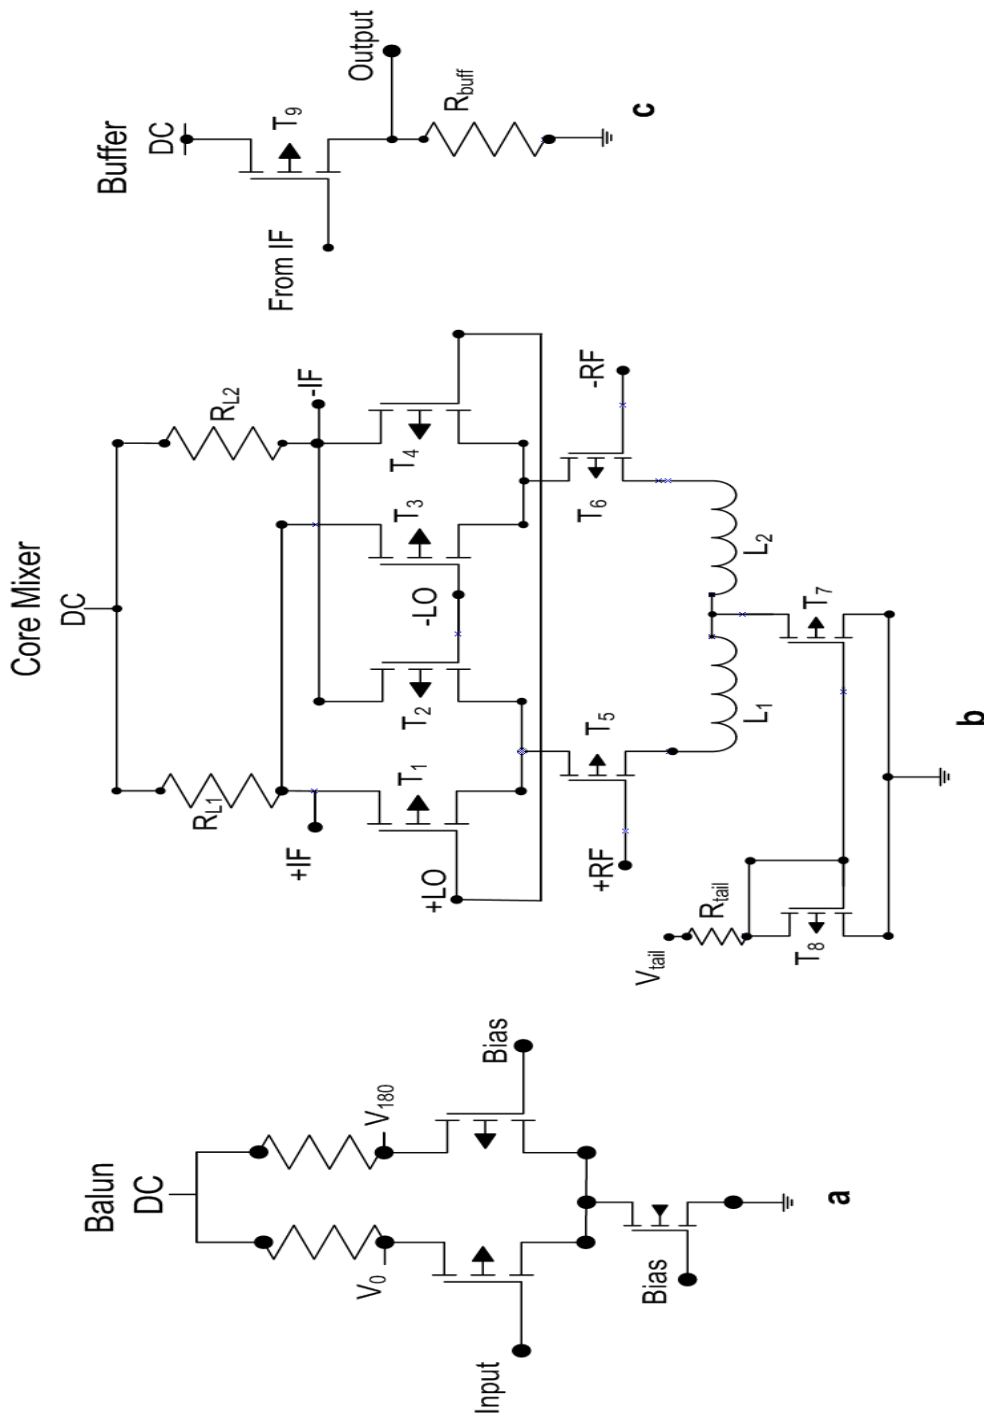 Balun
DC
V0
V180
Input
Bias
Bias
a
Core Mixer
DC
RL1
RL2
+IF
-IF
T1
T2
T3
T4
+LO
-LO
+RF
-RF
T5
T6
L1
L2
Vtail
Rtail
T8
T7
b
Buffer
DC
T9
From IF
Output
Rbuff
c